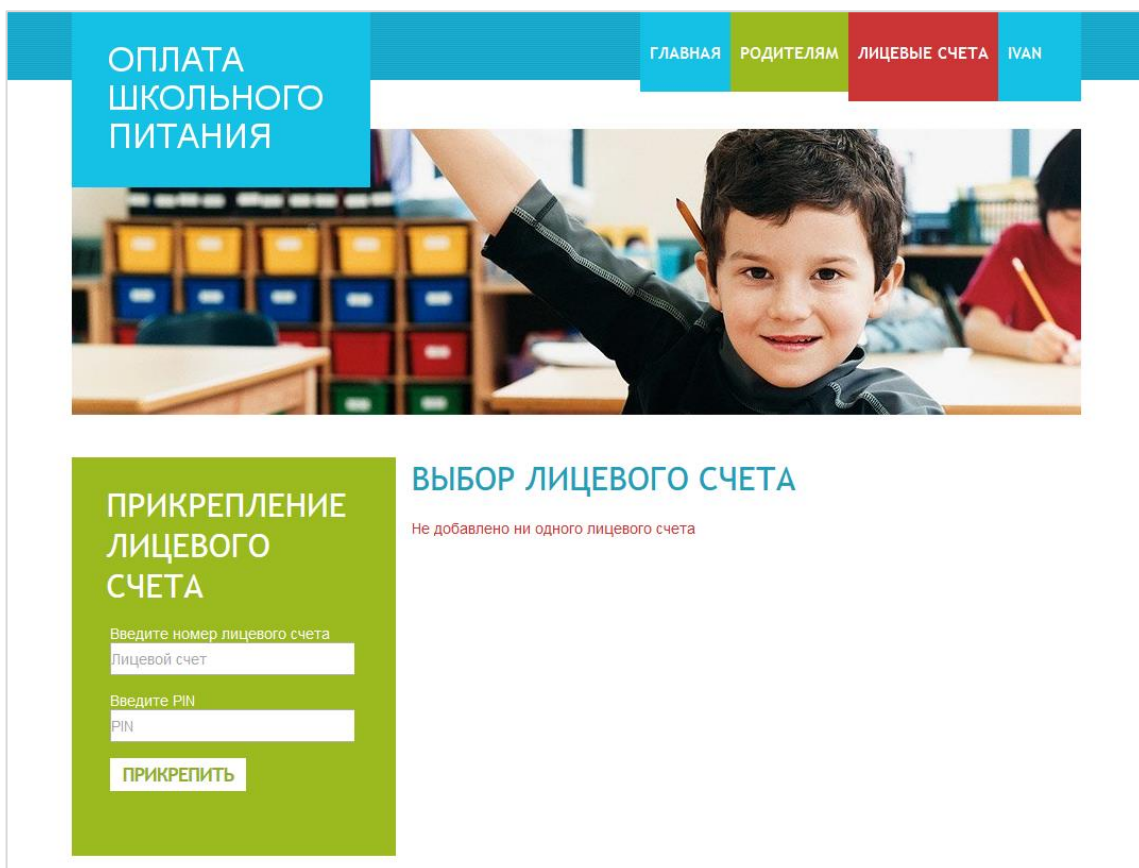 ОПЛАТА
ШКОЛЬНОГО
ПИТАНИЯ
ГЛАВНАЯ РОДИТЕЛЯМ ЛИЦЕВЫЕ СЧЕТА IVAN
ПРИКРЕПЛЕНИЕ
ЛИЦЕВОГО
СЧЕТА
Введите номер лицевого счета
Лицевой счет
Введите PIN
PIN
ПРИКРЕПИТЬ
ВЫБОР ЛИЦЕВОГО СЧЕТА
Не добавлено ни одного лицевого счета